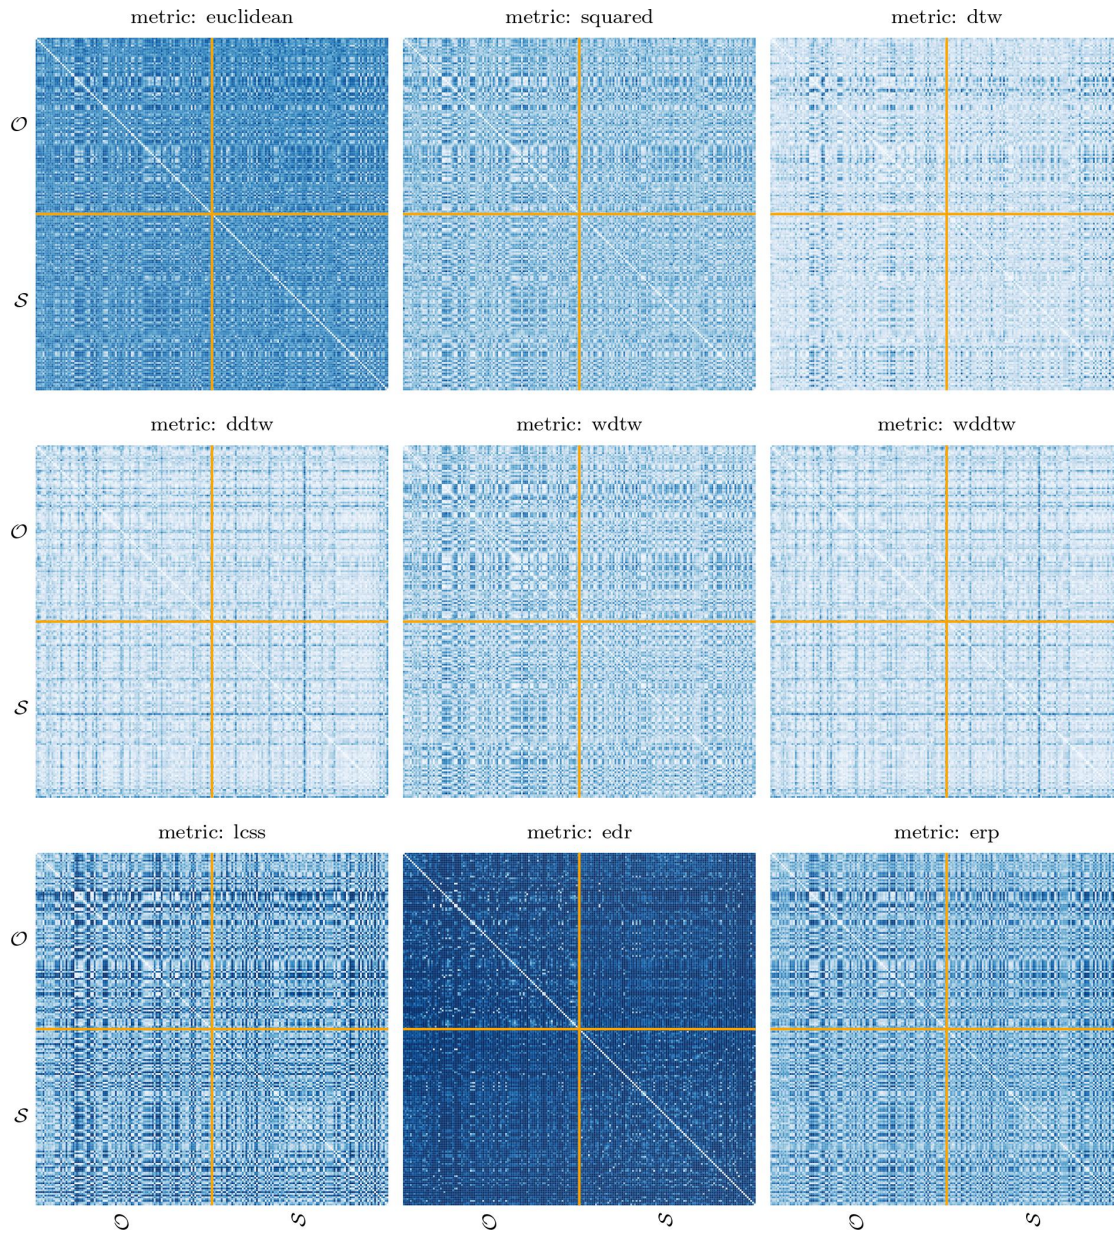 metric: euclidean
metric: squared
metric: dtw
𝒪
𝒮
metric: ddtw
metric: wdtw
metric: wddtw
𝒪
𝒮
metric: lcss
metric: edr
metric: erp
𝒪
𝒮
𝒪
𝒮
𝒪
𝒮
𝒪
𝒮